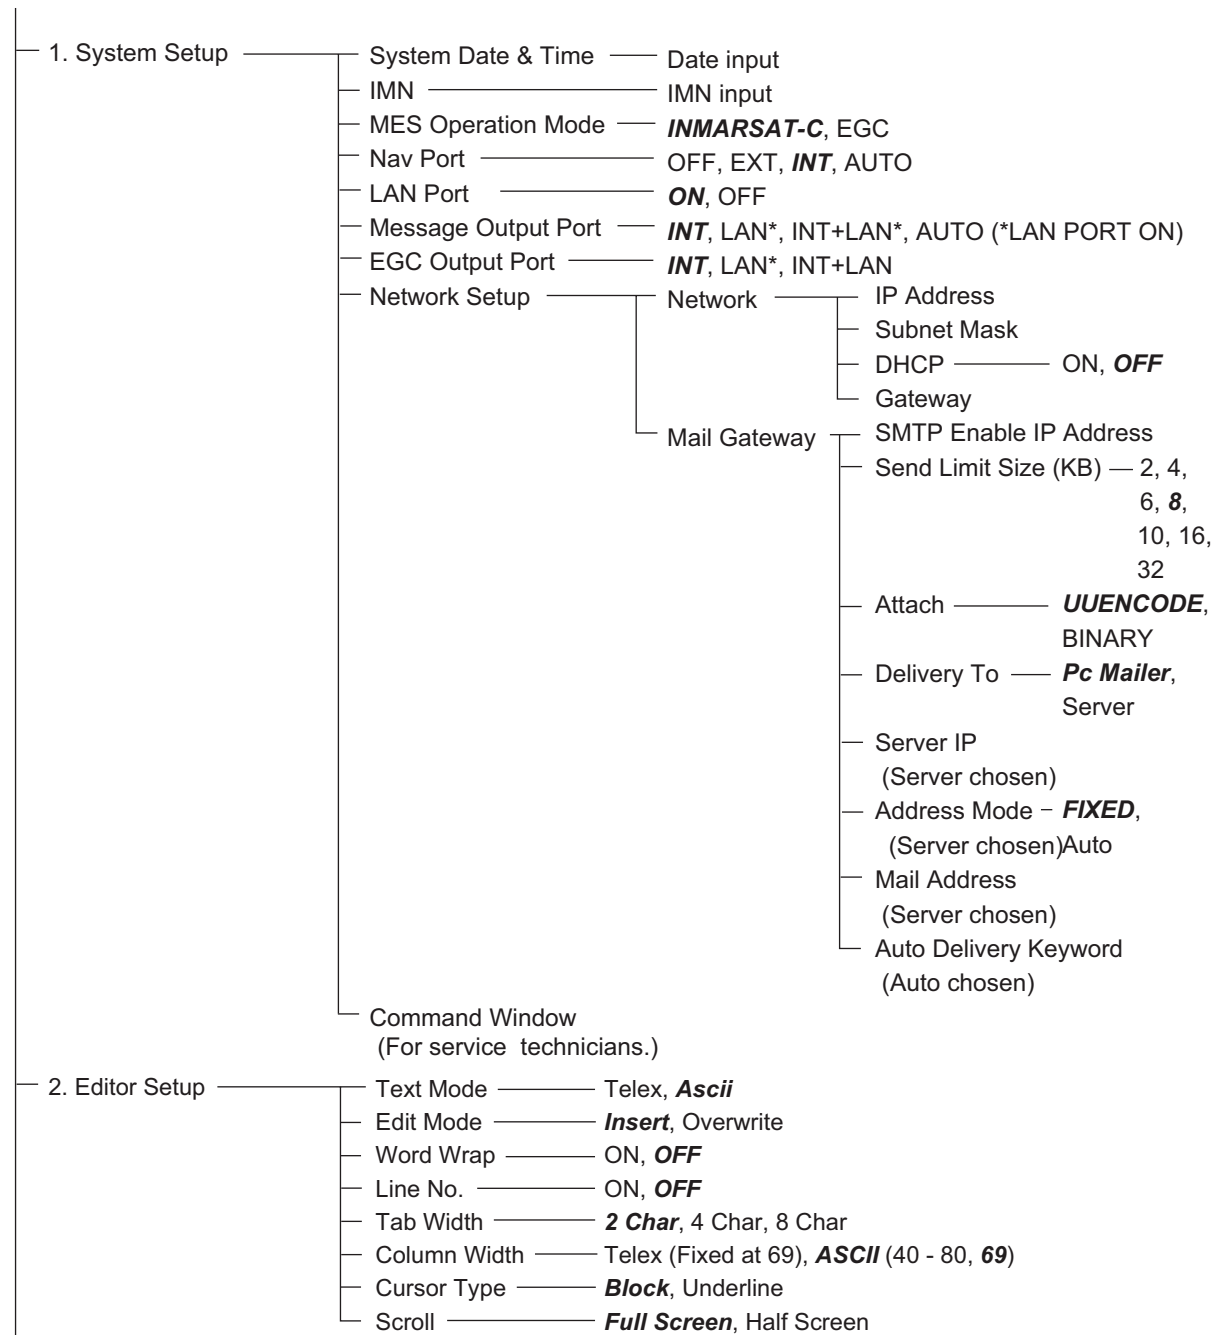 1. System Setup
System Date & Time
Date input
IMN
IMN input
MES Operation Mode
INMARSAT-C, EGC
Nav Port
OFF, EXT, INT, AUTO
LAN Port
ON, OFF
Message Output Port
INT, LAN*, INT+LAN*, AUTO (*LAN PORT ON)
EGC Output Port
INT, LAN*, INT+LAN
Network Setup
Network
IP Address
Subnet Mask
DHCP
ON, OFF
Gateway
Mail Gateway
SMTP Enable IP Address
Send Limit Size (KB)
2, 4,
6, 8,
10, 16,
32
Attach
UUENCODE,
BINARY
Delivery To
Pc Mailer,
Server
Server IP
(Server chosen)
Address Mode
FIXED,
(Server chosen)
Auto
Mail Address
(Server chosen)
Auto Delivery Keyword
(Auto chosen)
Command Window
(For service technicians.)
2. Editor Setup
Text Mode
Telex, Ascii
Edit Mode
Insert, Overwrite
Word Wrap
ON, OFF
Line No.
ON, OFF
Tab Width
2 Char, 4 Char, 8 Char
Column Width
Telex (Fixed at 69), ASCII (40 - 80, 69)
Cursor Type
Block, Underline
Scroll
Full Screen, Half Screen